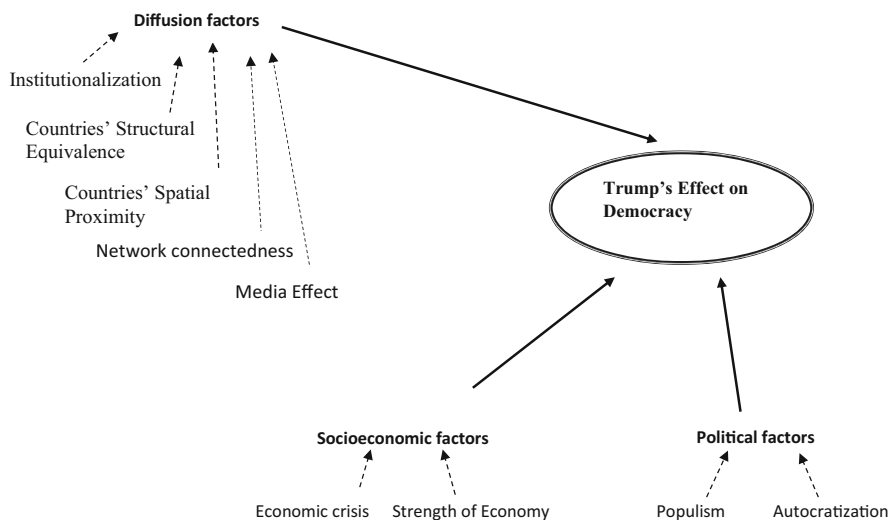 Diffusion factors
Institutionalization
Countries’ Structural
Equivalence
Countries’ Spatial
Proximity
Network connectedness
Media Effect
Trump’s Effect on
Democracy
Socioeconomic factors
Political factors
Economic crisis
Strength of Economy
Populism
Autocratization